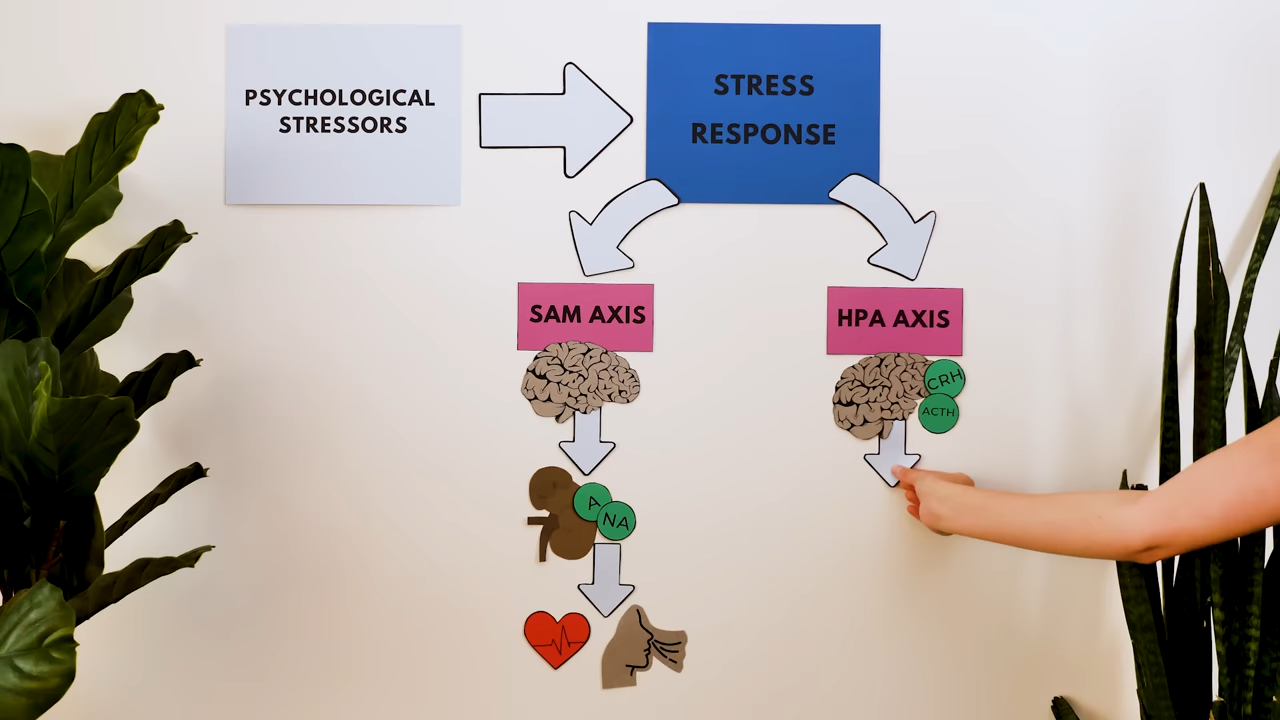 PSYCHOLOGICAL
STRESSORS
STRESS
RESPONSE
SAM AXIS
HPA AXIS
CRH
ACTH
A
NA